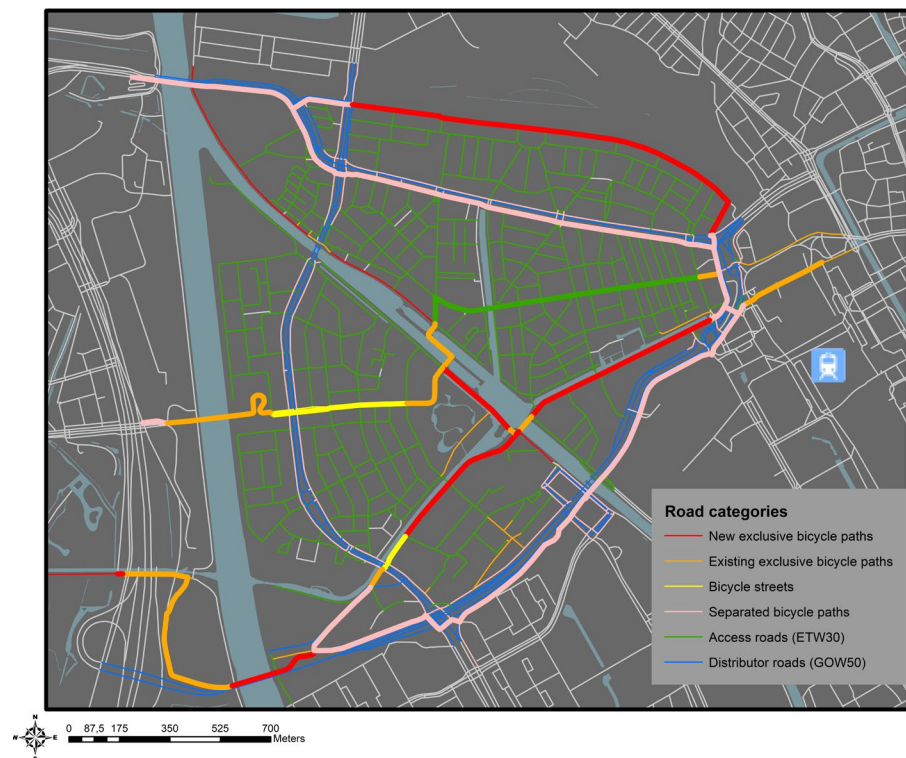 Road categories
New exclusive bicycle paths
Existing exclusive bicycle paths
Bicycle streets
Separated bicycle paths
Access roads (ETW30)
Distributor roads (GOW50)
N
W E
S
0 87,5 175 350 525 700
Meters